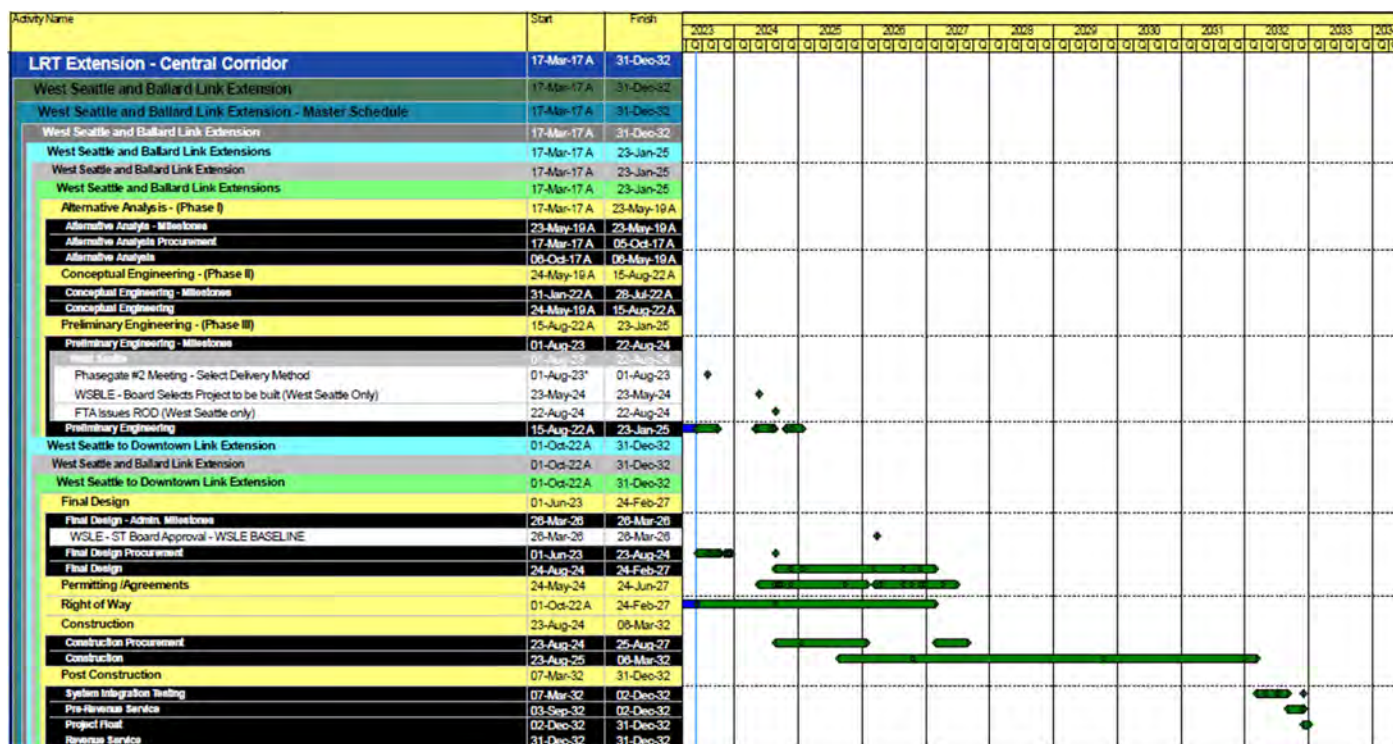 Activity Name Start Finish
2023 2024 2025 2026 2027 2028 2029 2030 2031 2032 2033 203
Q Q Q Q Q Q Q Q Q Q Q Q Q Q Q Q Q Q Q Q Q Q Q Q Q Q Q Q Q Q Q Q Q Q Q Q Q Q Q Q Q Q Q Q
LRT Extension - Central Corridor 17-Mar-17 A 31-Dec-32
West Seattle and Ballard Link Extension 17-Mar-17 A 31-Dec-32
West Seattle and Ballard Link Extension - Master Schedule 17-Mar-17 A 31-Dec-32
West Seattle and Ballard Link Extension 17-Mar-17 A 31-Dec-32
West Seattle and Ballard Link Extensions 17-Mar-17 A 23-Jan-25
West Seattle and Ballard Link Extension 17-Mar-17 A 23-Jan-25
West Seattle and Ballard Link Extensions 17-Mar-17 A 23-Jan-25
Alternative Analysis - (Phase I) 17-Mar-17 A 23-May-19 A
Alternative Analyis - Milestones 23-May-19 A 23-May-19 A
Alternative Analysis Procurement 17-Mar-17 A 05-Oct-17 A
Alternative Analysis 06-Oct-17 A 06-May-19 A
Conceptual Engineering - (Phase II) 24-May-19 A 15-Aug-22 A
Conceptual Engineering - Milestones 31-Jan-22 A 28-Jul-22 A
Conceptual Engineering 24-May-19 A 15-Aug-22 A
Preliminary Engineering - (Phase III) 15-Aug-22 A 23-Jan-25
Preliminary Engineering - Milestones 01-Aug-23 22-Aug-24
West Seattle 01-Aug-23 22-Aug-24
Phasegate #2 Meeting - Select Delivery Method 01-Aug-23* 01-Aug-23
WSBLE - Board Selects Project to be built (West Seattle Only) 23-May-24 23-May-24
FTA Issues ROD (West Seattle only) 22-Aug-24 22-Aug-24
Preliminary Engineering 15-Aug-22 A 23-Jan-25
West Seattle to Downtown Link Extension 01-Oct-22 A 31-Dec-32
West Seattle and Ballard Link Extension 01-Oct-22 A 31-Dec-32
West Seattle to Downtown Link Extension 01-Oct-22 A 31-Dec-32
Final Design 01-Jun-23 24-Feb-27
Final Design - Admin. Milestones 26-Mar-26 26-Mar-26
WSLE - ST Board Approval - WSLE BASELINE 26-Mar-26 26-Mar-26
Final Design Procurement 01-Jun-23 23-Aug-24
Final Design 24-Aug-24 24-Feb-27
Permitting /Agreements 24-May-24 24-Jun-27
Right of Way 01-Oct-22 A 24-Feb-27
Construction 23-Aug-24 06-Mar-32
Construction Procurement 23-Aug-24 25-Aug-27
Construction 23-Aug-25 06-Mar-32
Post Construction 07-Mar-32 31-Dec-32
System Integration Testing 07-Mar-32 02-Dec-32
Pre-Revenue Service 03-Sep-32 02-Dec-32
Project Float 02-Dec-32 31-Dec-32
Revenue Service 31-Dec-32 31-Dec-32